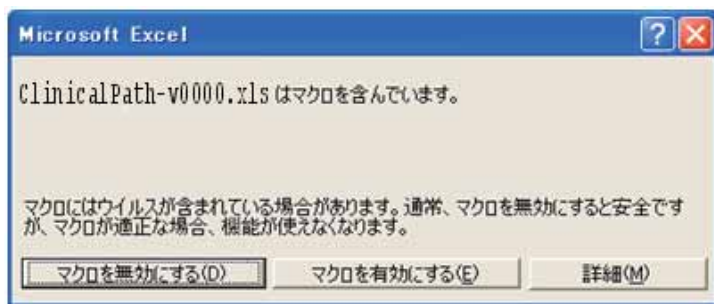 Microsoft Excel
ClinicalPath-v0000.xls はマクロを含んでいます。
マクロにはウイルスが含まれている場合があります。通常、マクロを無効にすると安全です
が、マクロが適正な場合、機能が使えなくなります。
マクロを無効にする(D) マクロを有効にする(E) 詳細(M)